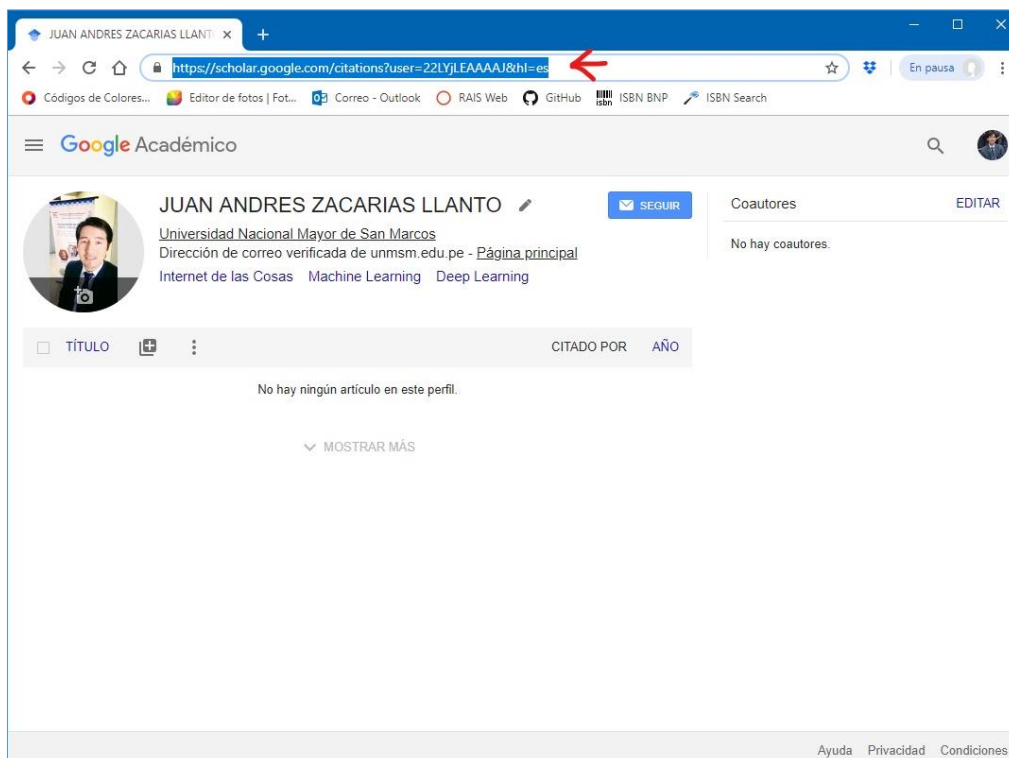 JUAN ANDRES ZACARIAS LLANT
https://scholar.google.com/citations?user=22LYjLEAAAAJ&hl=es
En pausa
Códigos de Colores... Editor de fotos | Fot... Correo - Outlook RAIS Web GitHub isbn ISBN BNP ISBN Search
Google Académico
JUAN ANDRES ZACARIAS LLANTO
SEGUIR
Universidad Nacional Mayor de San Marcos
Dirección de correo verificada de unmsm.edu.pe - Página principal
Internet de las Cosas Machine Learning Deep Learning
Coautores EDITAR
No hay coautores.
TÍTULO CITADO POR AÑO
No hay ningún artículo en este perfil.
MOSTRAR MÁS
Ayuda Privacidad Condiciones